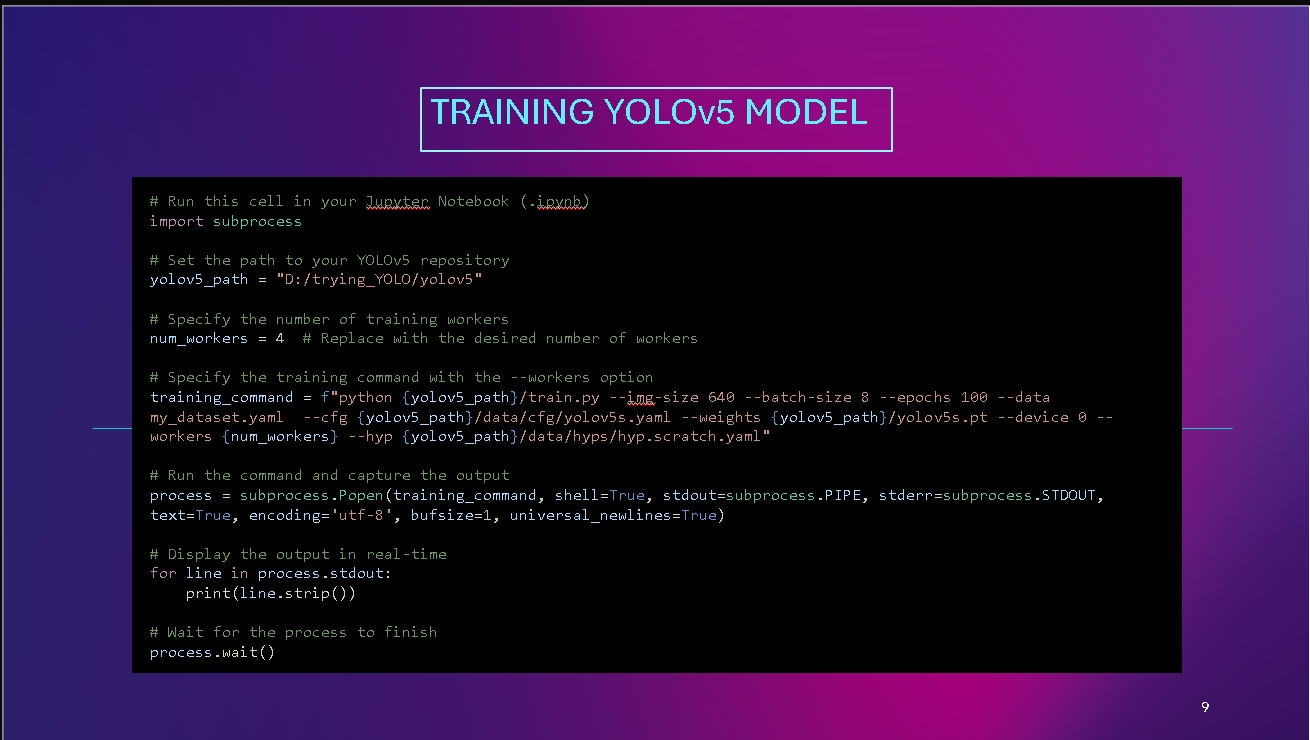 TRAINING YOLOv5 MODEL
# Run this cell in your Jupyter Notebook (.ipynb)
import subprocess
# Set the path to your YOLOv5 repository
yolov5_path = "D:/trying_YOLO/yolov5"
# Specify the number of training workers
num_workers = 4  # Replace with the desired number of workers
# Specify the training command with the --workers option
training_command = f"python {yolov5_path}/train.py --img-size 640 --batch-size 8 --epochs 100 --data
my_dataset.yaml  --cfg {yolov5_path}/data/cfg/yolov5s.yaml --weights {yolov5_path}/yolov5s.pt --device 0 --
workers {num_workers} --hyp {yolov5_path}/data/hyps/hyp.scratch.yaml"
# Run the command and capture the output
process = subprocess.Popen(training_command, shell=True, stdout=subprocess.PIPE, stderr=subprocess.STDOUT,
text=True, encoding='utf-8', bufsize=1, universal_newlines=True)
# Display the output in real-time
for line in process.stdout:
    print(line.strip())
# Wait for the process to finish
process.wait()
9